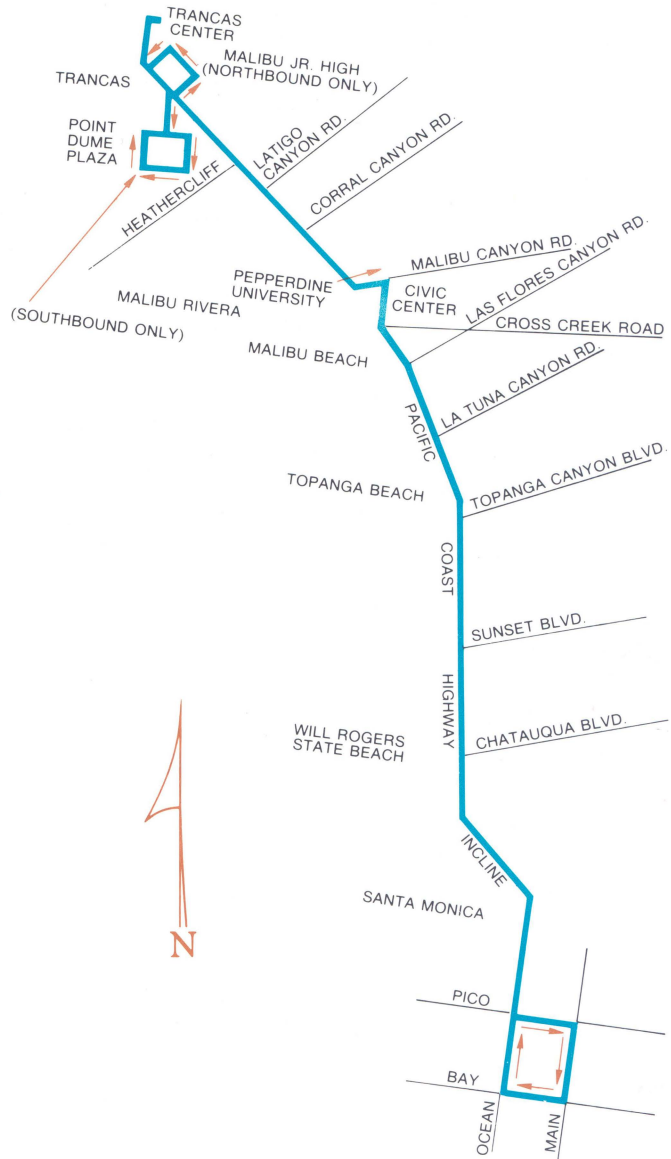 TRANCAS
CENTER
MALIBU JR. HIGH
(NORTHBOUND ONLY)
TRANCAS
POINT
DUME
PLAZA
LATIGO
CANYON RD.
CORRAL CANYON RD.
HEATHERCLIFF
MALIBU CANYON RD.
LAS FLORES CANYON RD.
PEPPERDINE
UNIVERSITY
CIVIC
CENTER
MALIBU RIVERA
(SOUTHBOUND ONLY)
CROSS CREEK ROAD
MALIBU BEACH
LA TUNA CANYON RD.
PACIFIC
TOPANGA BEACH
TOPANGA CANYON BLVD.
COAST
SUNSET BLVD.
HIGHWAY
WILL ROGERS
STATE BEACH
CHATAUQUA BLVD.
INCLINE
SANTA MONICA
N
PICO
BAY
OCEAN
MAIN